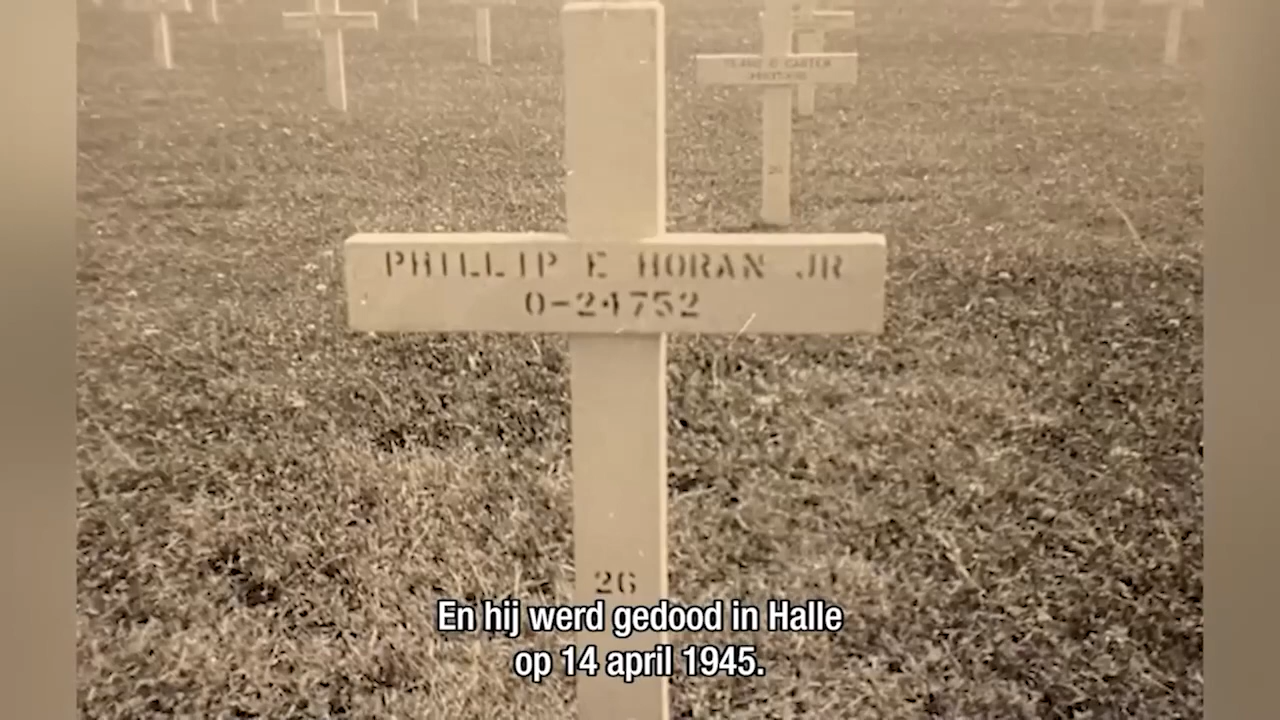 PHILLIP E HORAN JR
0-24752
26
En hij werd gedood in Halle
op 14 april 1945.